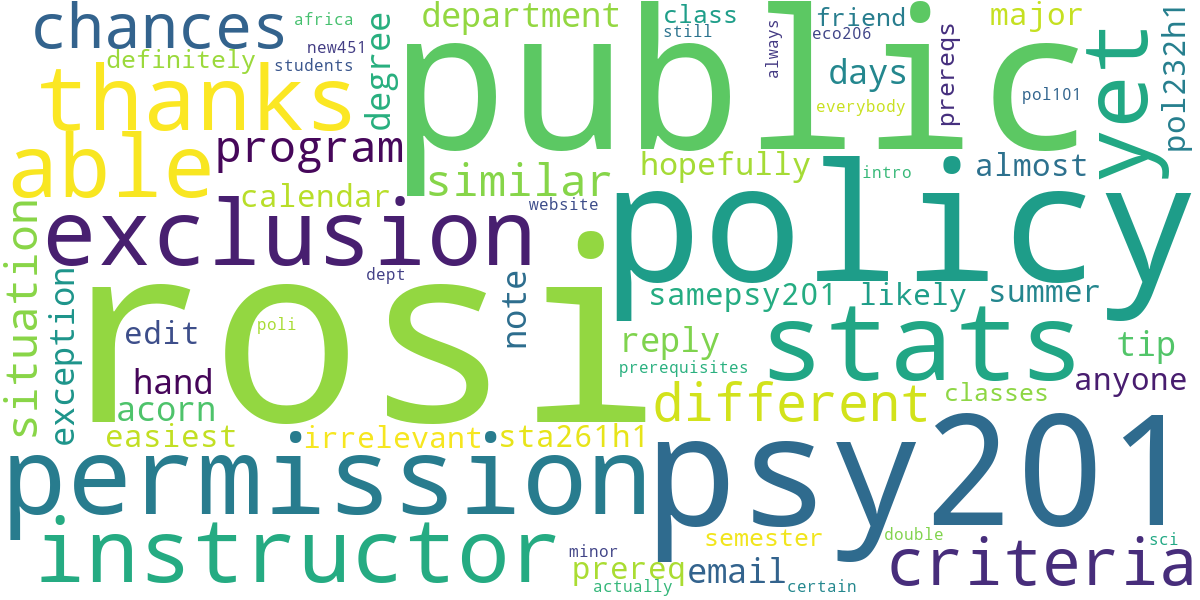 chances
africa
new451
definitely
students
thanks
degree
department
public
class
still
always
friend
eco206
days
everybody
prereqs
major
pol101
yet
pol232h1
able
program
calendar
similar
hopefully
intro
almost
exclusion
website
policy
situation
exception
dept
rosi
poli
edit
note
hand
acorn
samepsy201
likely
summer
reply
stats
tip
prerequisites
anyone
different
classes
easiest
irrelevant
sta261h1
permission
psy201
instructor
semester
double
sci
minor
prereq
email
criteria
actually
certain